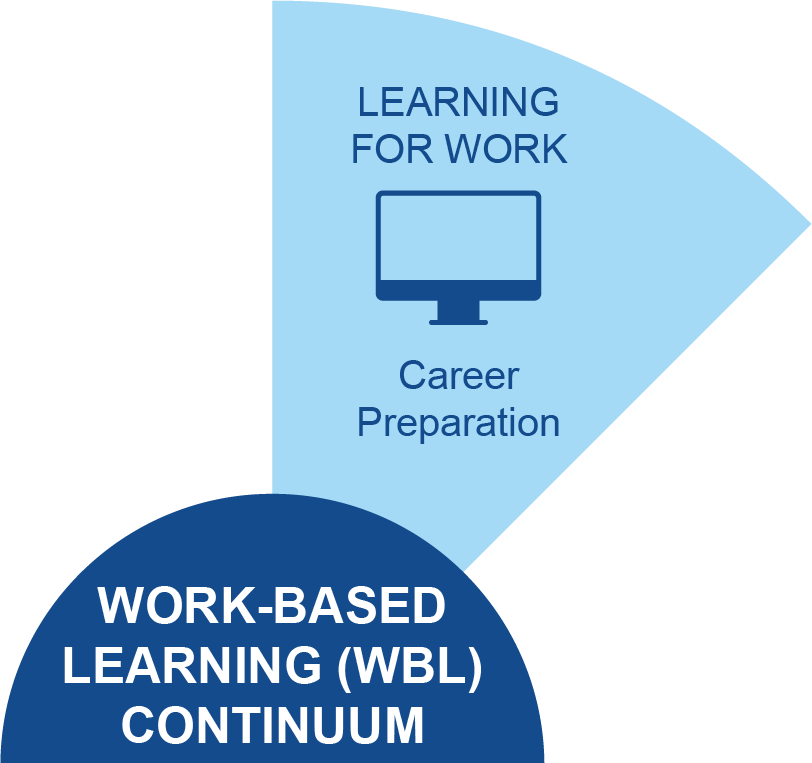 LEARNING
FOR WORK
Career
Preparation
WORK-BASED
LEARNING (WBL)
CONTINUUM